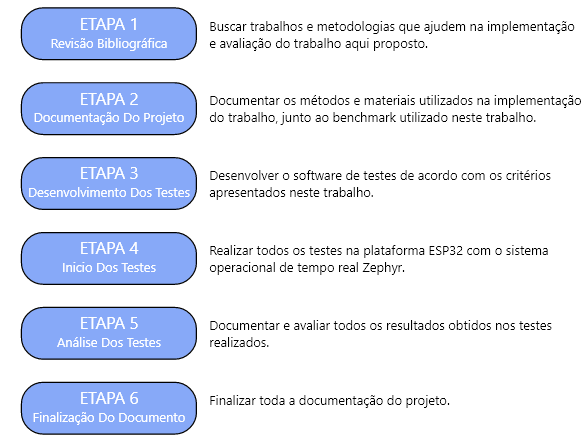 ETAPA 1
Revisão Bibliográfica
Buscar trabalhos e metodologias que ajudem na implementação
e avaliação do trabalho aqui proposto.
ETAPA 2
Documentação Do Projeto
Documentar os métodos e materiais utilizados na implementação
do trabalho, junto ao benchmark utilizado neste trabalho.
ETAPA 3
Desenvolvimento Dos Testes
Desenvolver o software de testes de acordo com os critérios
apresentados neste trabalho.
ETAPA 4
Inicio Dos Testes
Realizar todos os testes na plataforma ESP32 com o sistema
operacional de tempo real Zephyr.
ETAPA 5
Análise Dos Testes
Documentar e avaliar todos os resultados obtidos nos testes
realizados.
ETAPA 6
Finalização Do Documento
Finalizar toda a documentação do projeto.